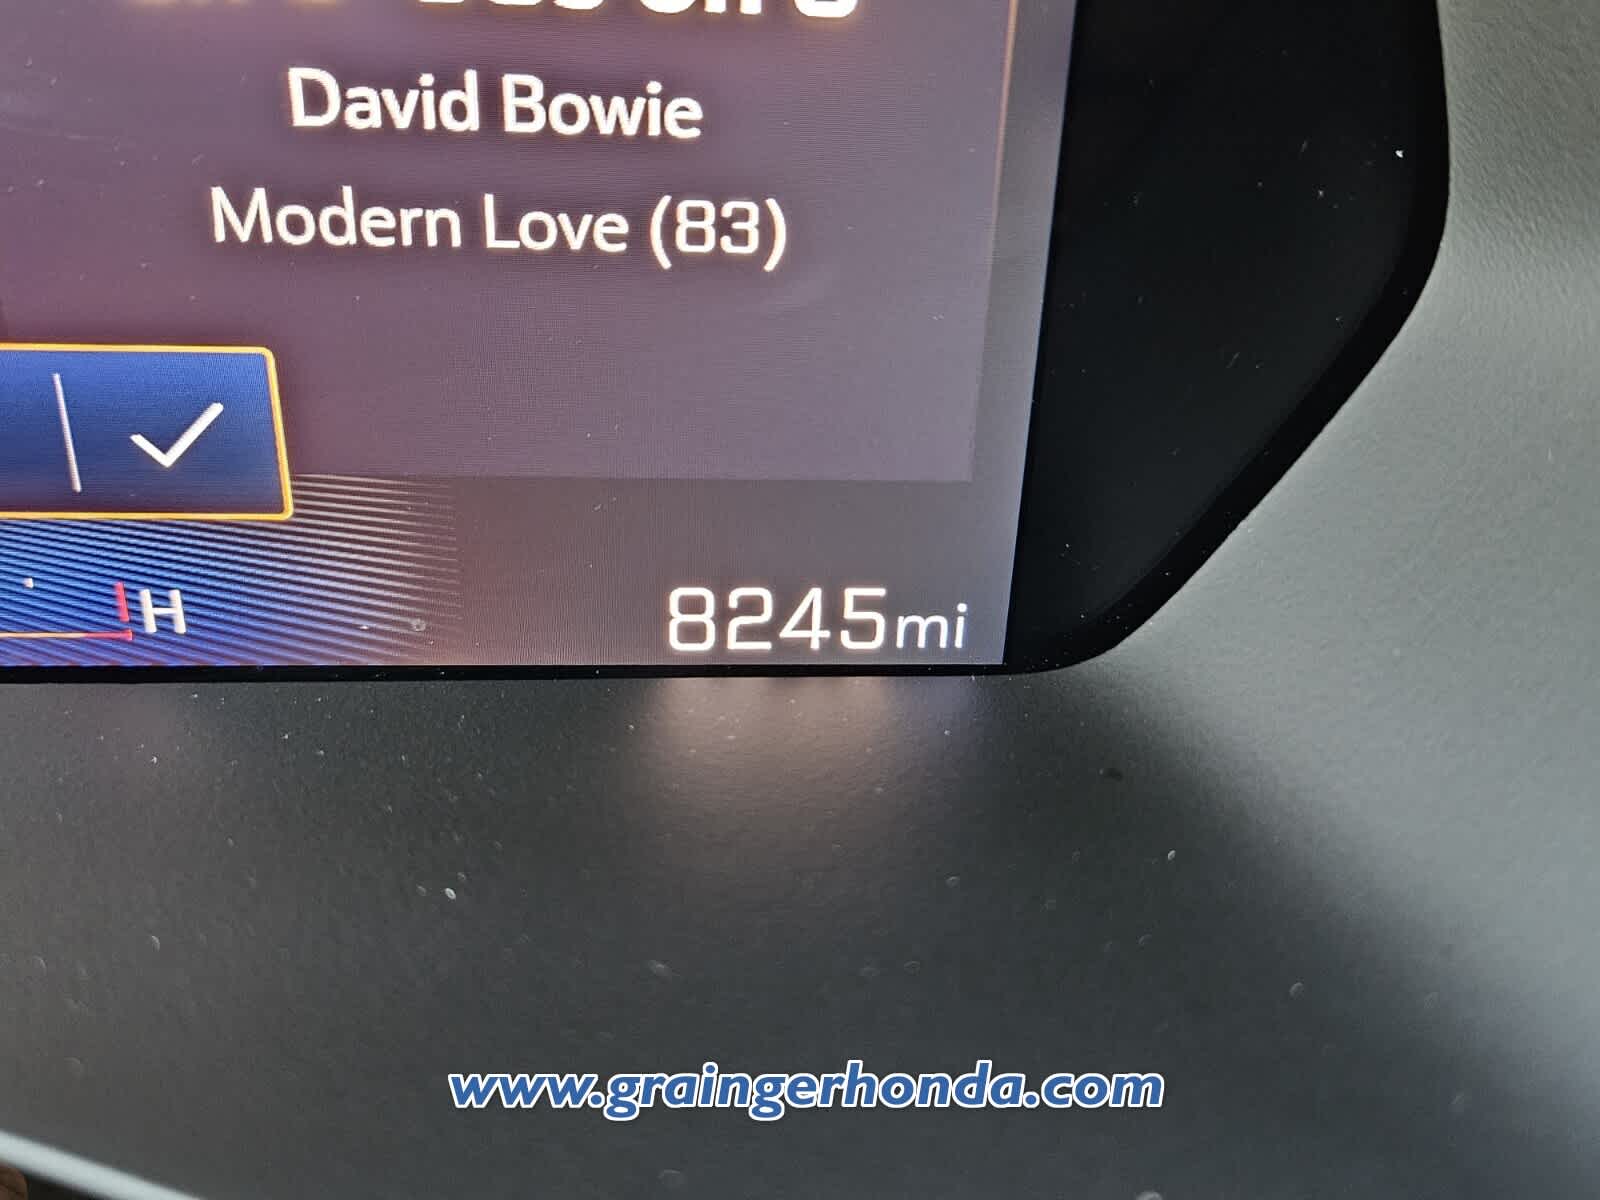 David Bowie
Modern Love (83)
H
8245mi
www.graingerhonda.com